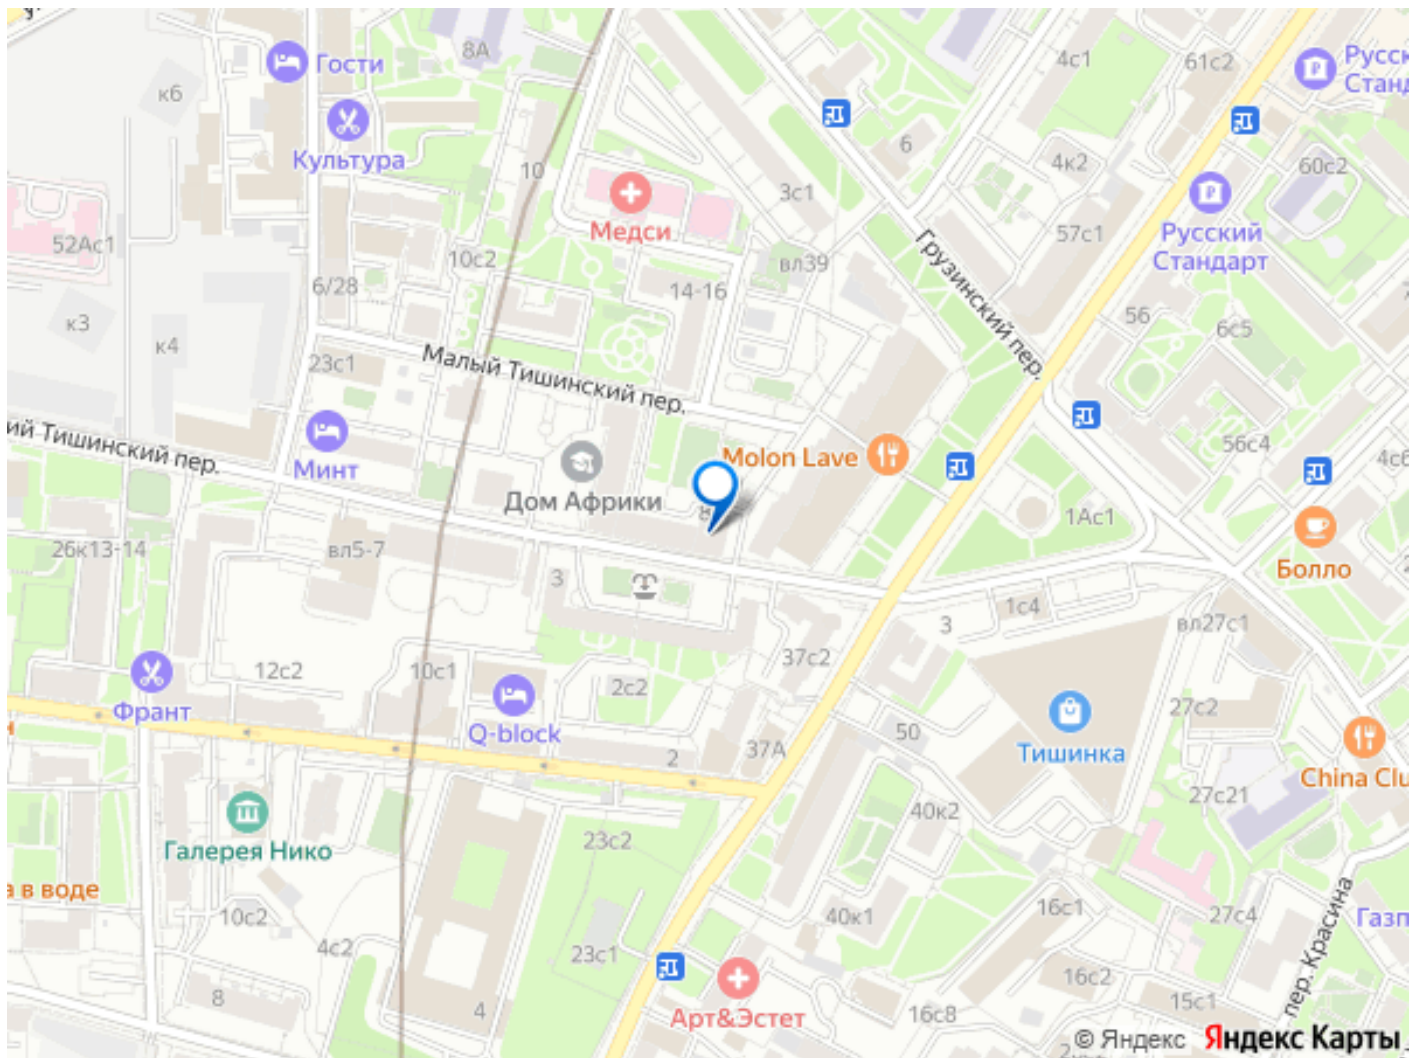 8А
Гости
к6
Культура
10
Медси
52Ас1
10с2
6/28
14-16
вл39
3с1
6
4с1
61с2
4к2
57с1
Русский
Стандарт
60с2
Грузинский пер.
к3
к4
23с1
Малый Тишинский пер.
56
6с5
56с4
ий Тишинский пер.
Минт
Дом Африки
Molon Lave
1Ас1
Болло
26к13-14
вл5-7
3
3
1с4
вл27с1
12с2
10с1
2с2
37с2
Франт
Q-block
2
37А
50
Тишинка
27с2
China Clu
27с21
Галерея Нико
23с2
40к2
а в воде
10с2
4с2
23с1
40к1
16с1
27с4
пер. Красина
8
4
Арт&Эстет
16с8
16с2
15с1
© Яндекс Яндекс Карты